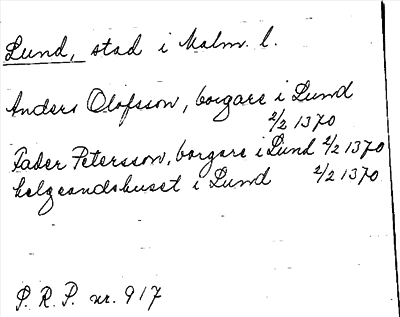 Lund, stad i Malm. l.
Anders Olofsson, borgare i Lund
2/2 1370
Fader Petersson, borgare i Lund 2/2 1370
helgeandshuset i Lund 2/2 1370
P. R. P. nr. 917